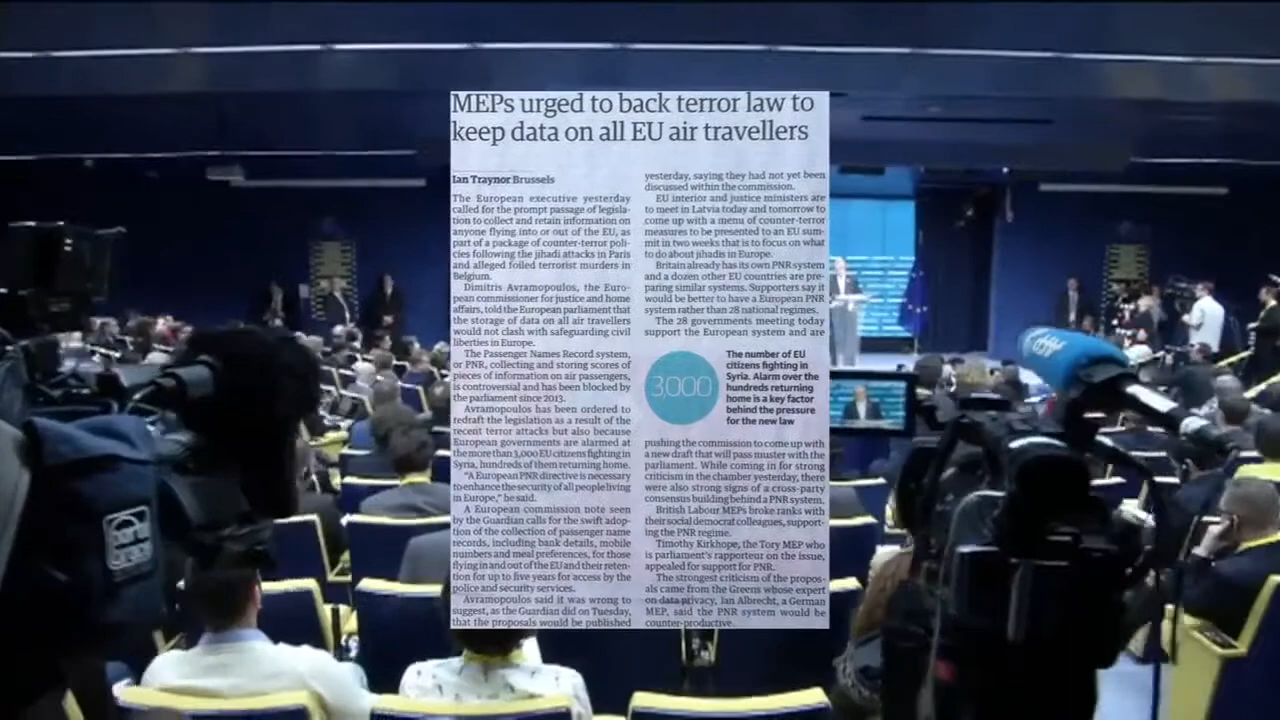 MEPs urged to back terror law to
keep data on all EU air travellers
Ian Traynor Brussels
The European executive yesterday
called for the prompt passage of legisla-
tion to collect and retain information on
anyone flying into or out of the EU, as
part of a package of counter-terror poli-
cies following the jihadi attacks in Paris
and alleged foiled terrorist murders in
Belgium.
Dimitris Avramopoulos, the Euro-
pean commissioner for justice and home
affairs, told the European parliament that
the storage of data on all air travellers
would not clash with safeguarding civil
liberties in Europe.
The Passenger Names Record system,
or PNR, collecting and storing scores of
pieces of information on air passengers,
is controversial and has been blocked by
the parliament since 2013.
Avramopoulos has been ordered to
redraft the legislation as a result of the
recent terror attacks but also because
European governments are alarmed at
the more than 3,000 EU citizens fighting in
Syria, hundreds of them returning home.
"A European PNR directive is necessary
to enhance the security of all people living
in Europe," he said.
A European commission note seen
by the Guardian calls for the swift adop-
tion of the collection of passenger name
records, including bank details, mobile
numbers and meal preferences, for those
flying in and out of the EU and their reten-
tion for up to five years for access by the
police and security services.
Avramopoulos said it was wrong to
suggest, as the Guardian did on Tuesday,
that the proposals would be published
yesterday, saying they had not yet been
discussed within the commission.
EU interior and justice ministers are
to meet in Latvia today and tomorrow to
come up with a menu of counter-terror
measures to be presented to an EU sum-
mit in two weeks that is to focus on what
to do about jihadis in Europe.
Britain already has its own PNR system
and a dozen other EU countries are pre-
paring similar systems. Supporters say it
would be better to have a European PNR
system rather than 28 national regimes.
The 28 governments meeting today
support the European system and are
3,000
The number of EU
citizens fighting in
Syria. Alarm over the
hundreds returning
home is a key factor
behind the pressure
for the new law
pushing the commission to come up with
a new draft that will pass muster with the
parliament. While coming in for strong
criticism in the chamber yesterday, there
were also strong signs of a cross-party
consensus building behind a PNR system.
British Labour MEPs broke ranks with
their social democrat colleagues, support-
ing the PNR regime.
Timothy Kirkhope, the Tory MEP who
is parliament's rapporteur on the issue,
appealed for support for PNR.
The strongest criticism of the propos-
als came from the Greens whose expert
on data privacy, Jan Albrecht, a German
MEP, said the PNR system would be
counter-productive.